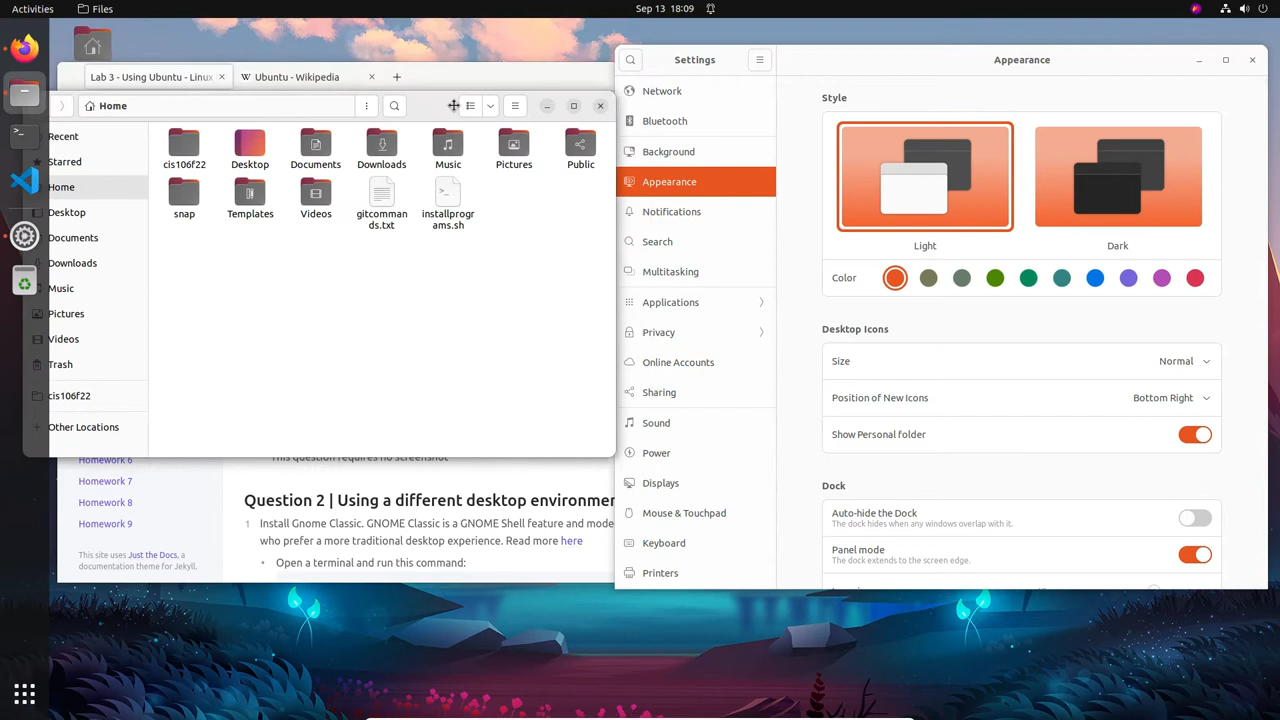 Activities
Files
Sep 13 18:09
Lab 3 - Using Ubuntu - Linux
Ubuntu - Wikipedia
Home
Recent
Starred
Home
Desktop
Documents
Downloads
Music
Pictures
Videos
Trash
cis106f22
Other Locations
cis106f22
Desktop
Documents
Downloads
Music
Pictures
Public
snap
Templates
Videos
gitcomman
ds.txt
installprogr
ams.sh
Homework 6
Homework 7
Homework 8
Homework 9
This site uses Just the Docs, a
documentation theme for Jekyll.
This question requires no screenshot
Question 2 | Using a different desktop environmen
1 Install Gnome Classic. GNOME Classic is a GNOME Shell feature and mode
who prefer a more traditional desktop experience. Read more here
• Open a terminal and run this command:
Settings
Network
Bluetooth
Background
Appearance
Notifications
Search
Multitasking
Applications
Privacy
Online Accounts
Sharing
Sound
Power
Displays
Mouse & Touchpad
Keyboard
Printers
Appearance
Style
Light
Dark
Color
Desktop Icons
Size
Normal
Position of New Icons
Bottom Right
Show Personal folder
Dock
Auto-hide the Dock
The dock hides when any windows overlap with it.
Panel mode
The dock extends to the screen edge.